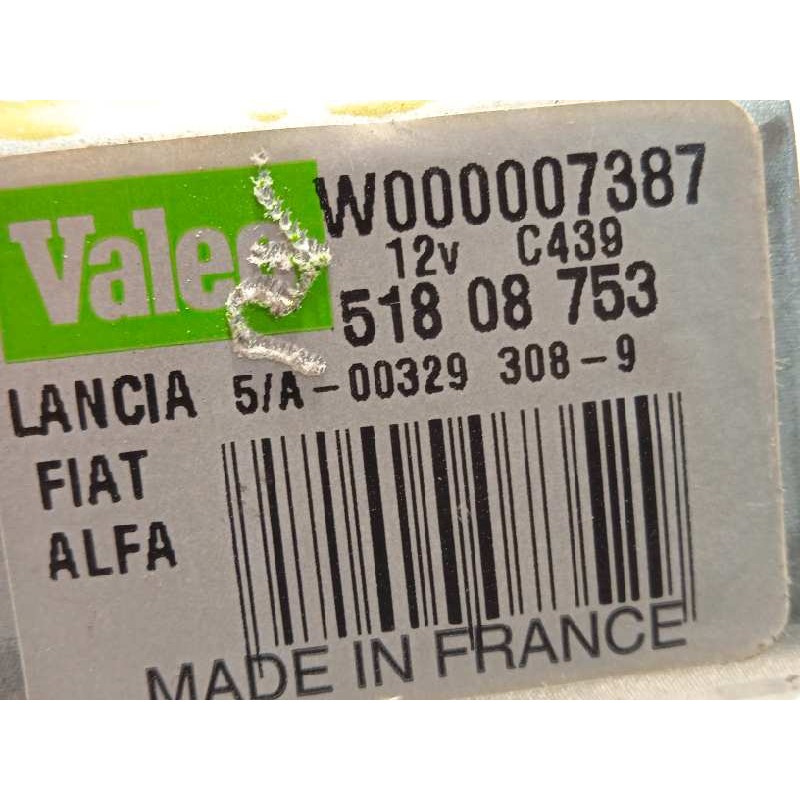 Valeo W000007387
12v C439
518 08 753
LANCIA 5/A-00329 308-9
FIAT
ALFA
MADE IN FRANCE